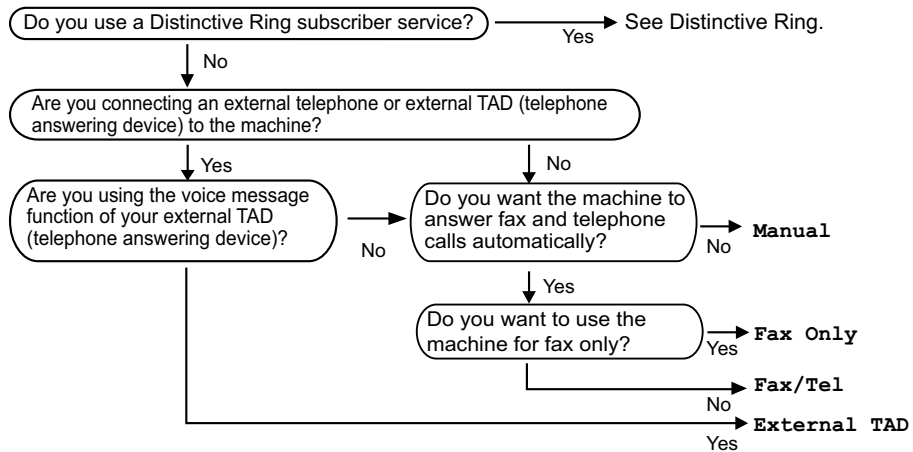 Do you use a Distinctive Ring subscriber service?
Yes
See Distinctive Ring.
No
Are you connecting an external telephone or external TAD (telephone
answering device) to the machine?
Yes
No
Are you using the voice message
function of your external TAD
(telephone answering device)?
No
Do you want the machine to
answer fax and telephone
calls automatically?
No
Manual
Yes
Do you want to use the
machine for fax only?
Yes
Fax Only
No
Fax/Tel
Yes
External TAD